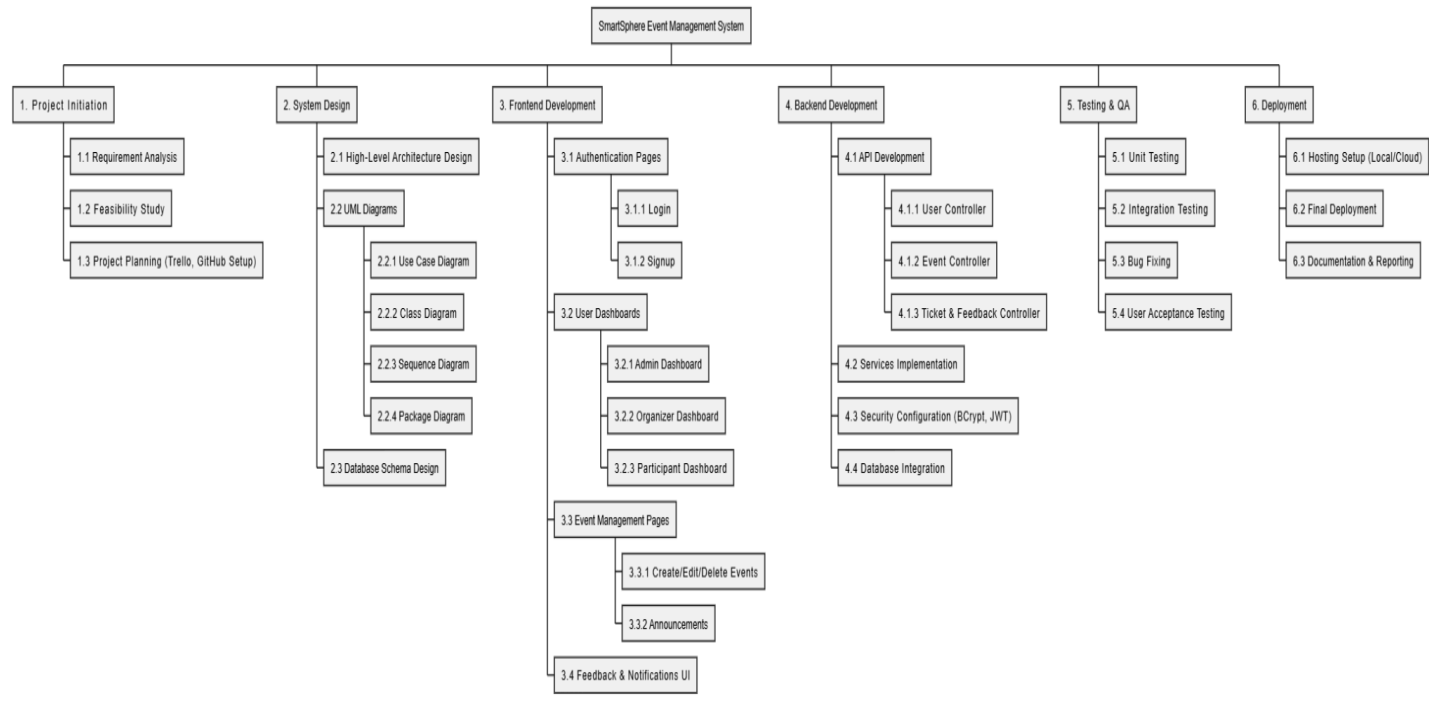 SmartSphere Event Management System
1. Project Initiation
1.1 Requirement Analysis
1.2 Feasibility Study
1.3 Project Planning (Trello, GitHub Setup)
2. System Design
2.1 High-Level Architecture Design
2.2 UML Diagrams
2.2.1 Use Case Diagram
2.2.2 Class Diagram
2.2.3 Sequence Diagram
2.2.4 Package Diagram
2.3 Database Schema Design
3. Frontend Development
3.1 Authentication Pages
3.1.1 Login
3.1.2 Signup
3.2 User Dashboards
3.2.1 Admin Dashboard
3.2.2 Organizer Dashboard
3.2.3 Participant Dashboard
3.3 Event Management Pages
3.3.1 Create/Edit/Delete Events
3.3.2 Announcements
3.4 Feedback & Notifications UI
4. Backend Development
4.1 API Development
4.1.1 User Controller
4.1.2 Event Controller
4.1.3 Ticket & Feedback Controller
4.2 Services Implementation
4.3 Security Configuration (BCrypt, JWT)
4.4 Database Integration
5. Testing & QA
5.1 Unit Testing
5.2 Integration Testing
5.3 Bug Fixing
5.4 User Acceptance Testing
6. Deployment
6.1 Hosting Setup (Local/Cloud)
6.2 Final Deployment
6.3 Documentation & Reporting